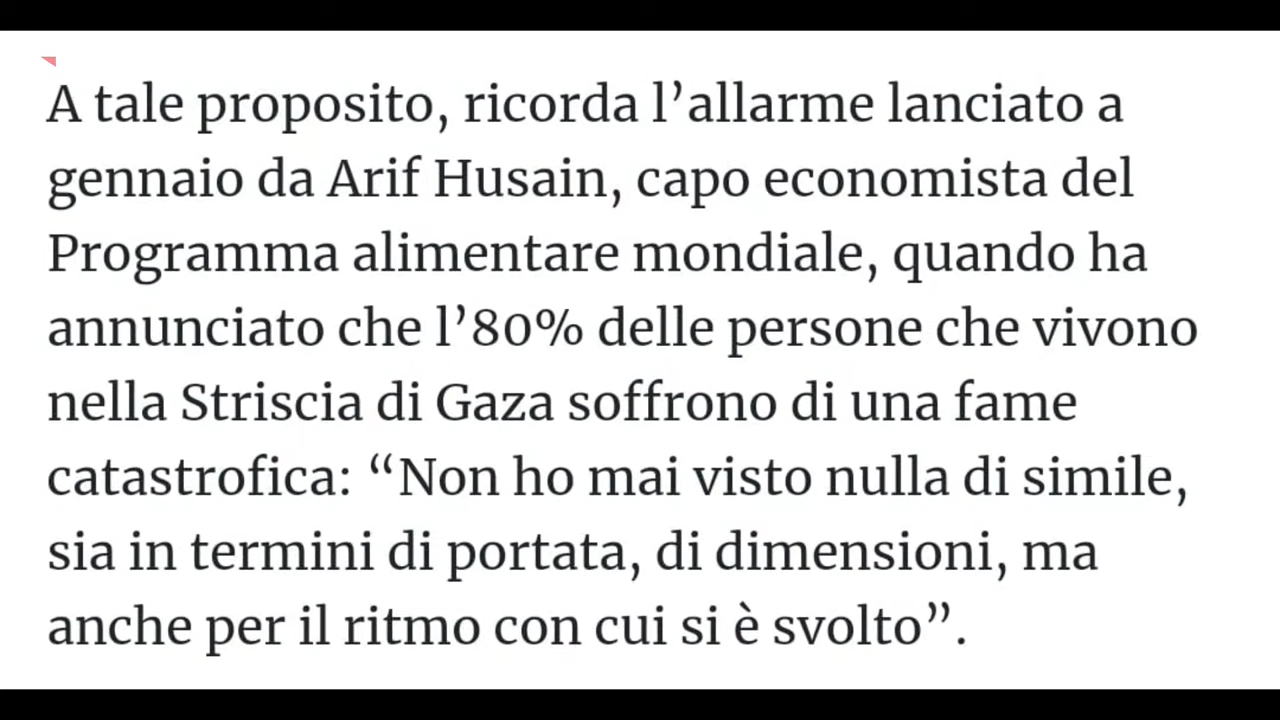 A tale proposito, ricorda l’allarme lanciato a
gennaio da Arif Husain, capo economista del
Programma alimentare mondiale, quando ha
annunciato che l’80% delle persone che vivono
nella Striscia di Gaza soffrono di una fame
catastrofica: “Non ho mai visto nulla di simile,
sia in termini di portata, di dimensioni, ma
anche per il ritmo con cui si è svolto”.